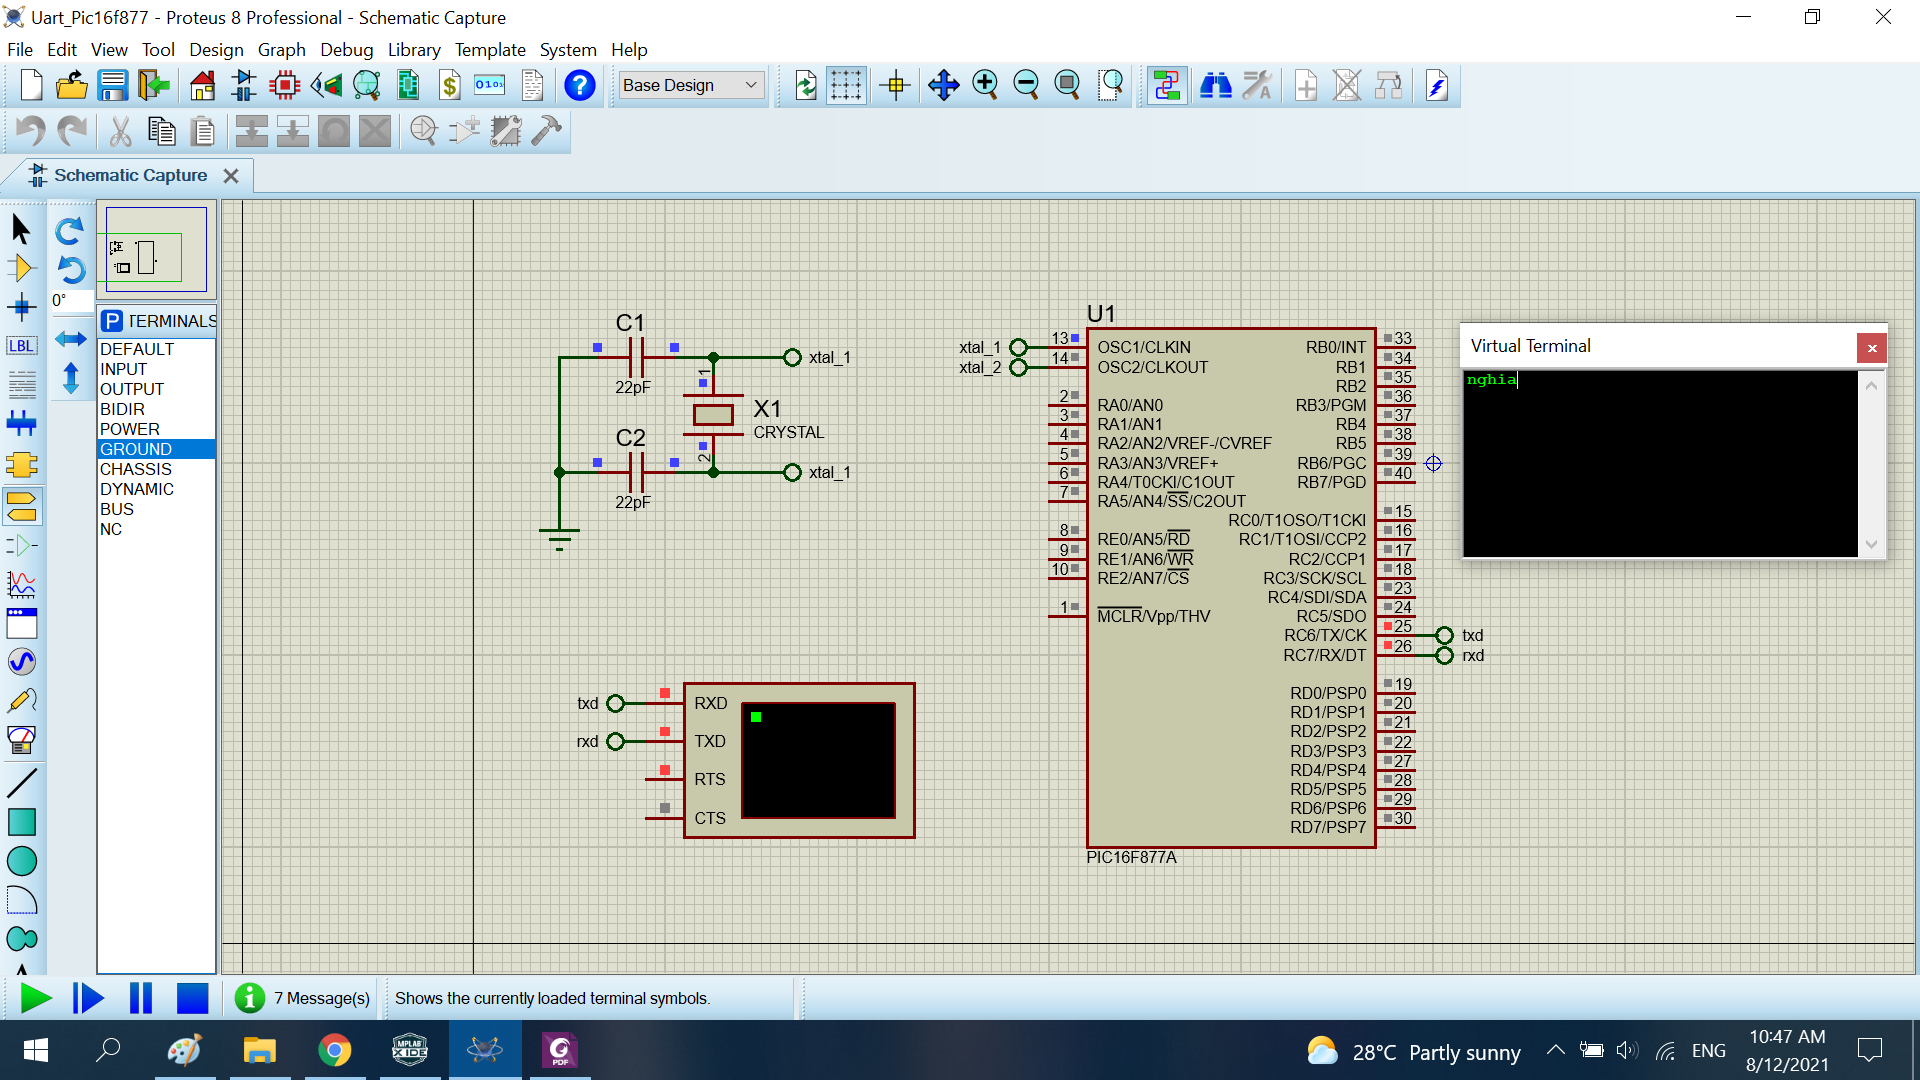 Uart_Pic16f877 - Proteus 8 Professional - Schematic Capture
File Edit View Tool Design Graph Debug Library Template System Help
Base Design
Schematic Capture
0°
LBL
P TERMINALS
DEFAULT
INPUT
OUTPUT
BIDIR
POWER
GROUND
CHASSIS
DYNAMIC
BUS
NC
C1
22pF
xtal_1
1
X1
CRYSTAL
2
C2
22pF
xtal_1
txd RXD
rxd TXD
RTS
CTS
U1
xtal_1 13 OSC1/CLKIN RB0/INT 33
xtal_2 14 OSC2/CLKOUT RB1 34
RB2 35
2 RA0/AN0 RB3/PGM 36
3 RA1/AN1 RB4 37
4 RA2/AN2/VREF-/CVREF RB5 38
5 RA3/AN3/VREF+ RB6/PGC 39
6 RA4/T0CKI/C1OUT RB7/PGD 40
7 RA5/AN4/SS/C2OUT
RC0/T1OSO/T1CKI 15
8 RE0/AN5/RD RC1/T1OSI/CCP2 16
9 RE1/AN6/WR RC2/CCP1 17
10 RE2/AN7/CS RC3/SCK/SCL 18
RC4/SDI/SDA 23
1 MCLR/Vpp/THV RC5/SDO 24
RC6/TX/CK 25 txd
RC7/RX/DT 26 rxd
RD0/PSP0 19
RD1/PSP1 20
RD2/PSP2 21
RD3/PSP3 22
RD4/PSP4 27
RD5/PSP5 28
RD6/PSP6 29
RD7/PSP7 30
PIC16F877A
Virtual Terminal
nghia
7 Message(s) Shows the currently loaded terminal symbols.
MPLAB
X IDE
PDF
28°C Partly sunny
ENG
10:47 AM
8/12/2021